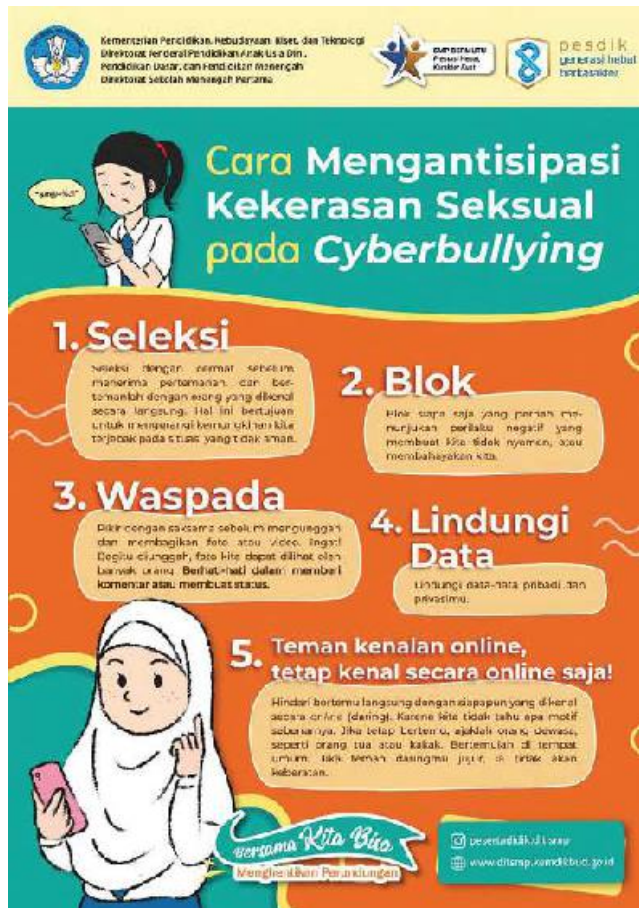 Kementerian Pendidikan, Kebudayaan, Riset, dan Teknologi
Direktorat Jenderal Pendidikan Anak Usia Dini,
Pendidikan Dasar, dan Pendidikan Menengah
Direktorat Sekolah Menengah Pertama
pesdik
generasi hebat
berkarakter
Cara Mengantisipasi
Kekerasan Seksual
pada Cyberbullying
1. Seleksi
Seleksi dengan cermat sebelum
menerima pertemanan, dan ber-
temanlah dengan orang yang dikenal
secara langsung. Hal ini bertujuan
untuk mengurangi kemungkinan kita
terjebak pada situasi yang tidak aman.
2. Blok
Blok siapa saja yang pernah me-
nunjukan perilaku negatif yang
membuat kita tidak nyaman, atau
membahayakan kita.
3. Waspada
Pikir dengan saksama sebelum mengunggah
dan membagikan foto atau video. Ingat!
Begitu diunggah, foto kita dapat dilihat oleh
banyak orang. Berhati-hati dalam memberi
komentar atau membuat status.
4. Lindungi
Data
Lindungi data-data pribadi dan
privasimu.
5. Teman kenalan online,
tetap kenal secara online saja!
Hindari bertemu langsung dengan siapapun yang dikenal
secara online (daring). Karena kita tidak tahu apa motif
sebenarnya. Jika tetap bertemu, ajaklah orang dewasa,
seperti orang tua atau kakak. Bertemulah di tempat
umum. Jika teman daringmu jujur, ia tidak akan
keberatan.
Bersama Kita Bisa
Menghentikan Perundungan
pesertadidik.ditsmp
www.ditsmp.kemdikbud.go.id